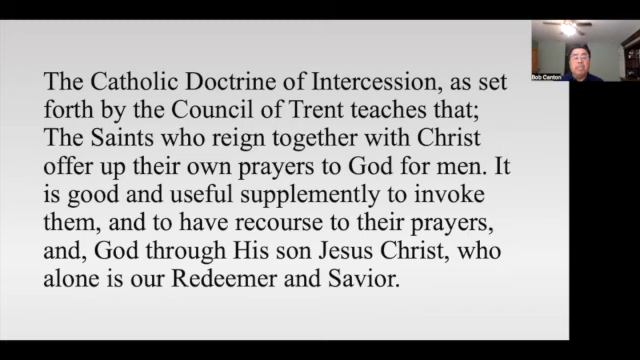 The Catholic Doctrine of Intercession, as set
forth by the Council of Trent teaches that;
The Saints who reign together with Christ
offer up their own prayers to God for men. It
is good and useful supplemently to invoke
them, and to have recourse to their prayers,
and, God through His son Jesus Christ, who
alone is our Redeemer and Savior.
Bob Canton